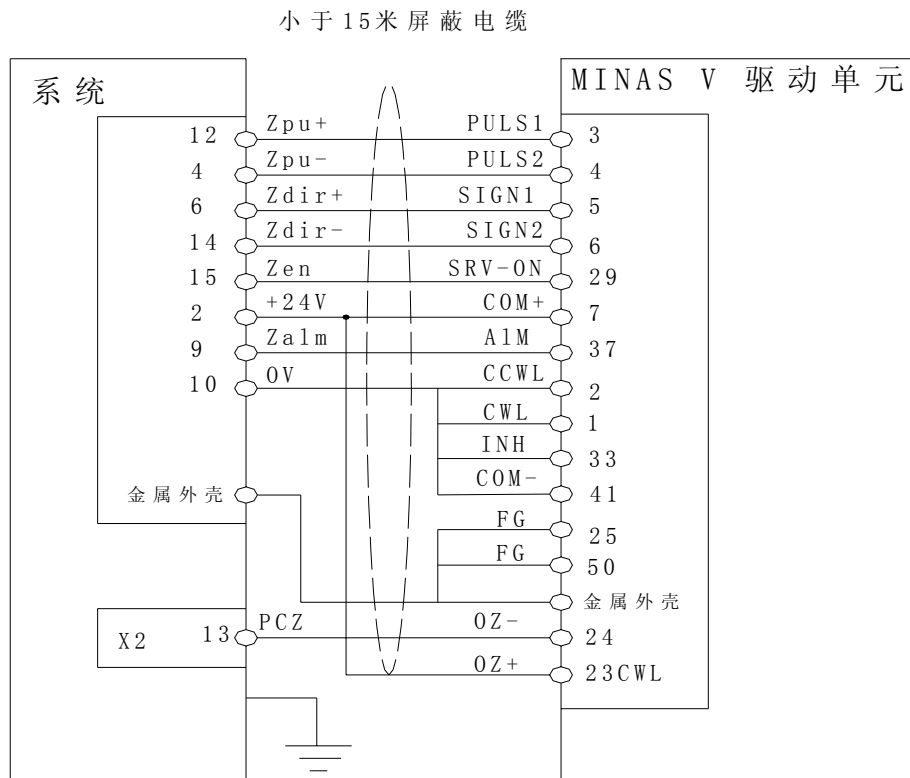 小于15米屏蔽电缆
系统
MINAS V 驱动单元
12 Zpu+ PULS1 3
4 Zpu- PULS2 4
6 Zdir+ SIGN1 5
14 Zdir- SIGN2 6
15 Zen SRV-ON 29
2 +24V COM+ 7
9 Zalm AlM 37
10 0V CCWL 2
CWL 1
INH 33
COM- 41
金属外壳
FG 25
FG 50
金属外壳
X2 13 PCZ OZ- 24
OZ+ 23CWL